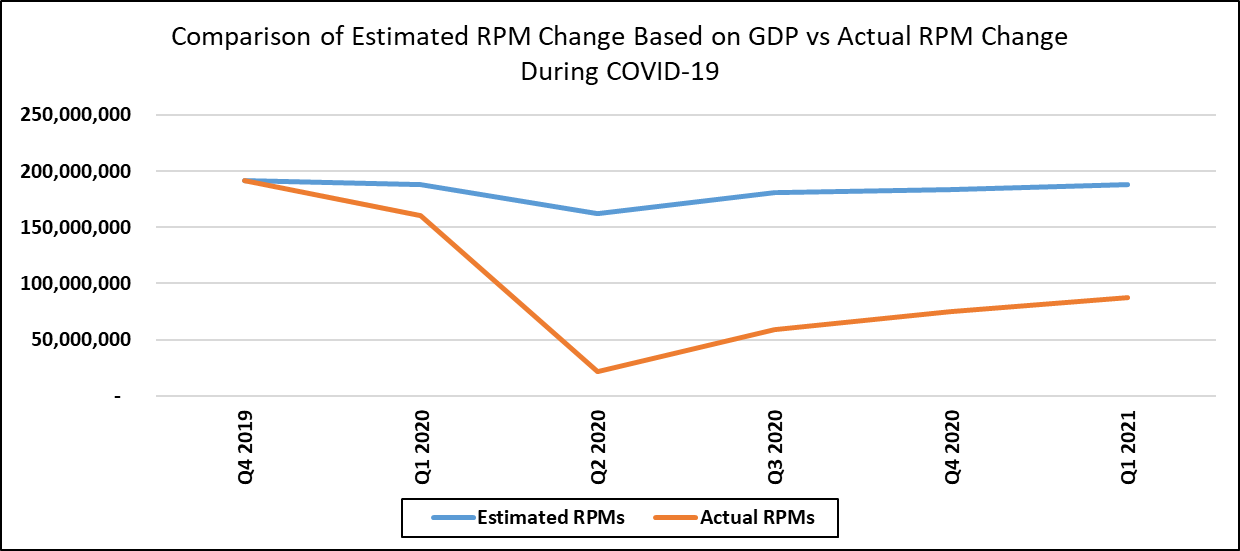 Comparison of Estimated RPM Change Based on GDP vs Actual RPM Change
During COVID-19
250,000,000
200,000,000
150,000,000
100,000,000
50,000,000
-
Q4 2019
Q1 2020
Q2 2020
Q3 2020
Q4 2020
Q1 2021
Estimated RPMs
Actual RPMs